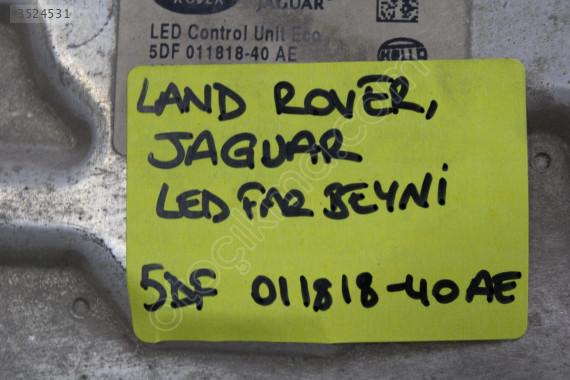 3524531
JAGUAR
LED Control Unit Eco
5DF 011818-40 AE
HELLA
LAND ROVER,
JAGUAR
LED FAR BEYNİ
5DF 011818-40AE